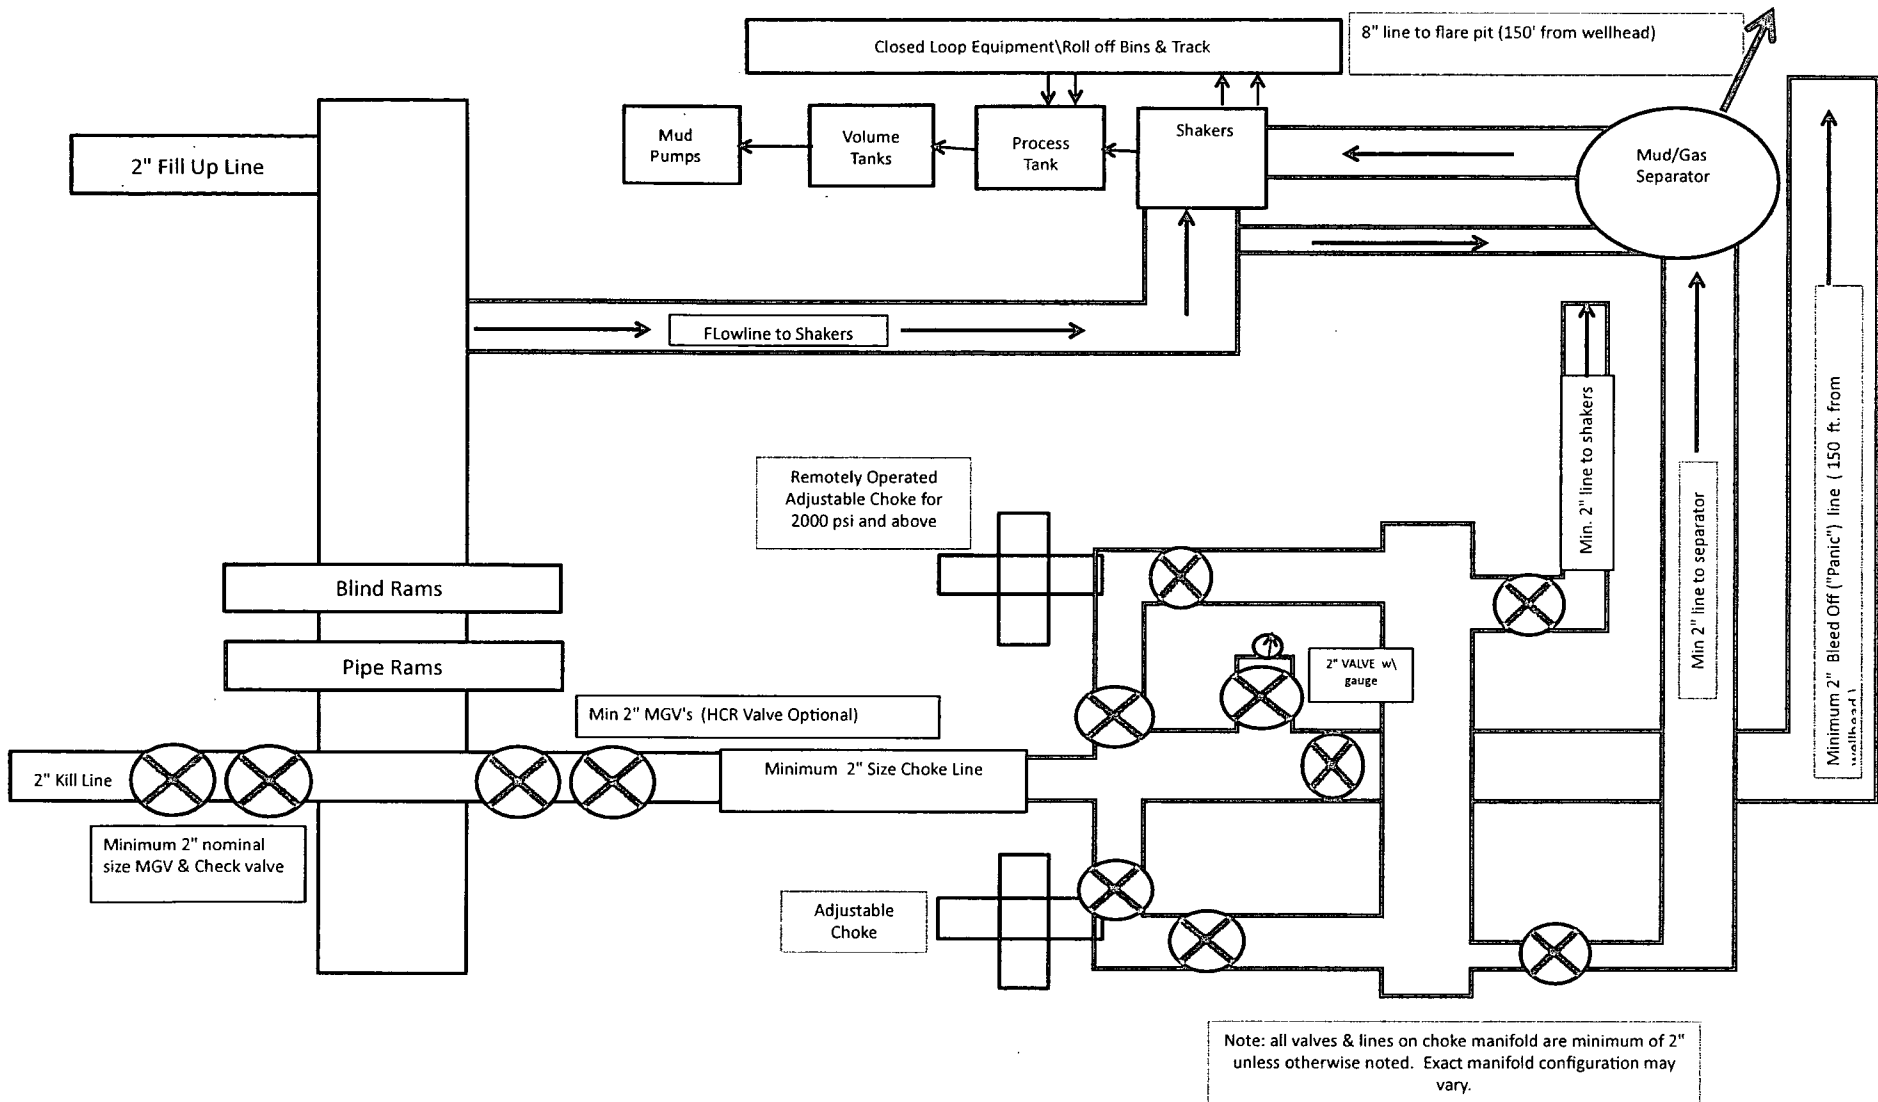 Closed Loop Equipment\Roll off Bins & Track
8" line to flare pit (150' from wellhead)
2" Fill Up Line
Mud
Pumps
Volume
Tanks
Process
Tank
Shakers
Mud/Gas
Separator
FLowline to Shakers
Remotely Operated
Adjustable Choke for
2000 psi and above
Min. 2" line to shakers
Min 2" line to separator
Minimum 2" Bleed Off ("Panic") line ( 150 ft. from
wellhead)
Blind Rams
Pipe Rams
2" VALVE w\
gauge
Min 2" MGV's (HCR Valve Optional)
2" Kill Line
Minimum 2" Size Choke Line
Minimum 2" nominal
size MGV & Check valve
Adjustable
Choke
Note: all valves & lines on choke manifold are minimum of 2"
unless otherwise noted. Exact manifold configuration may
vary.